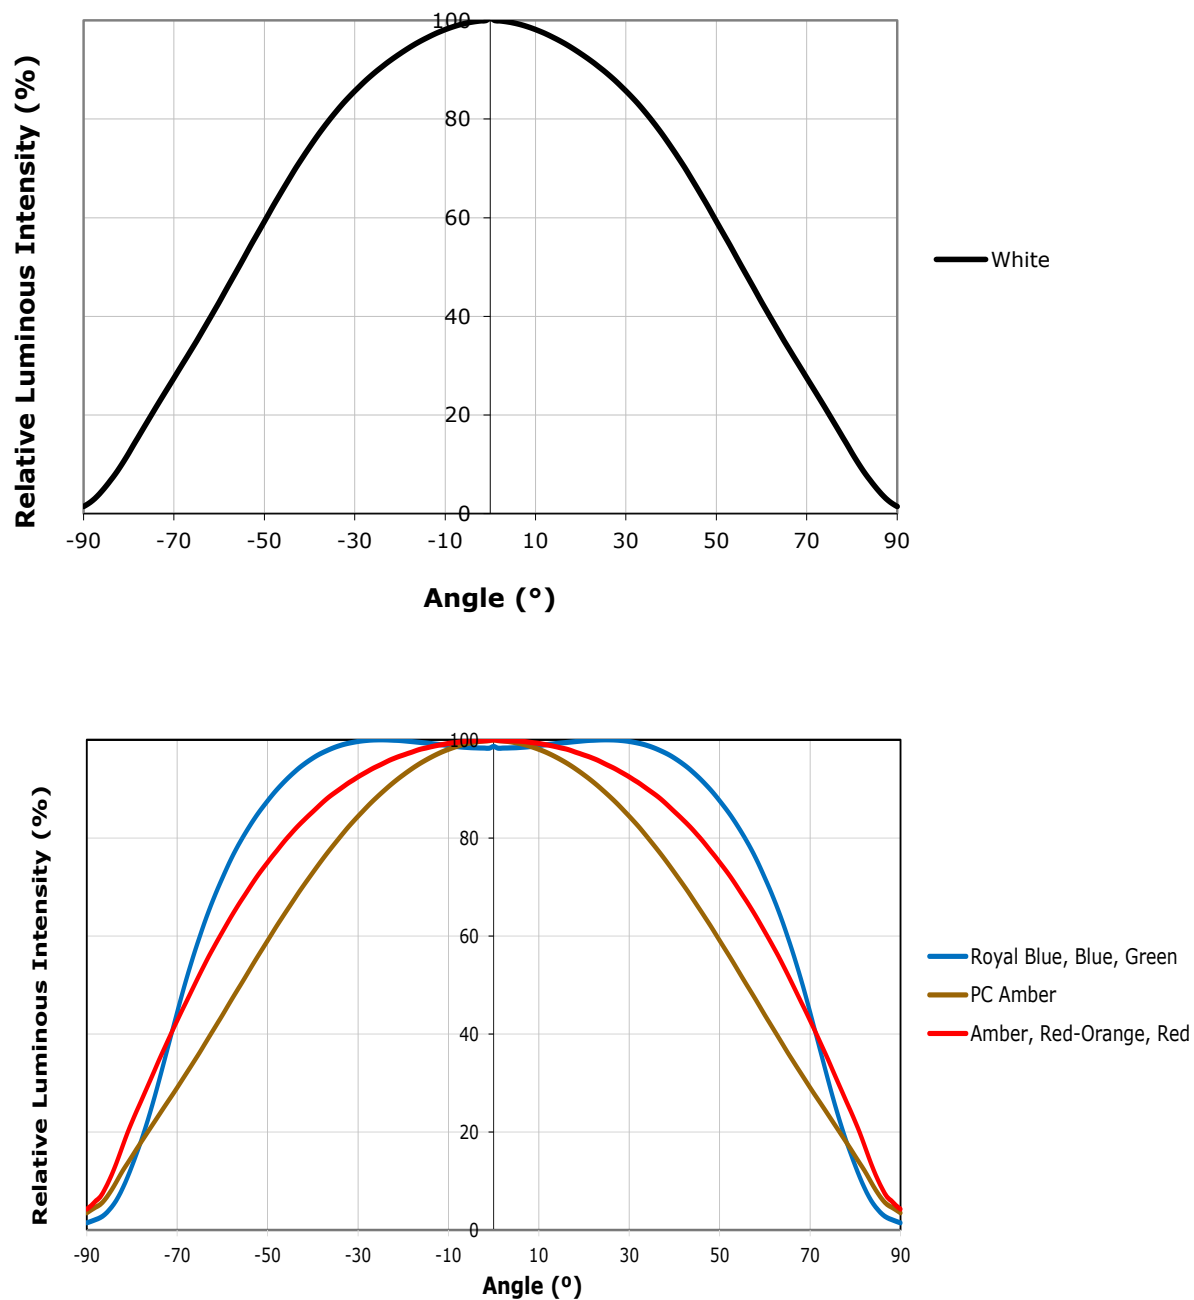 Relative Luminous Intensity (%)
100
80
60
40
20
0
-90 -70 -50 -30 -10 10 30 50 70 90
Angle (°)
White
Relative Luminous Intensity (%)
100
80
60
40
20
0
-90 -70 -50 -30 -10 10 30 50 70 90
Angle (º)
Royal Blue, Blue, Green
PC Amber
Amber, Red-Orange, Red